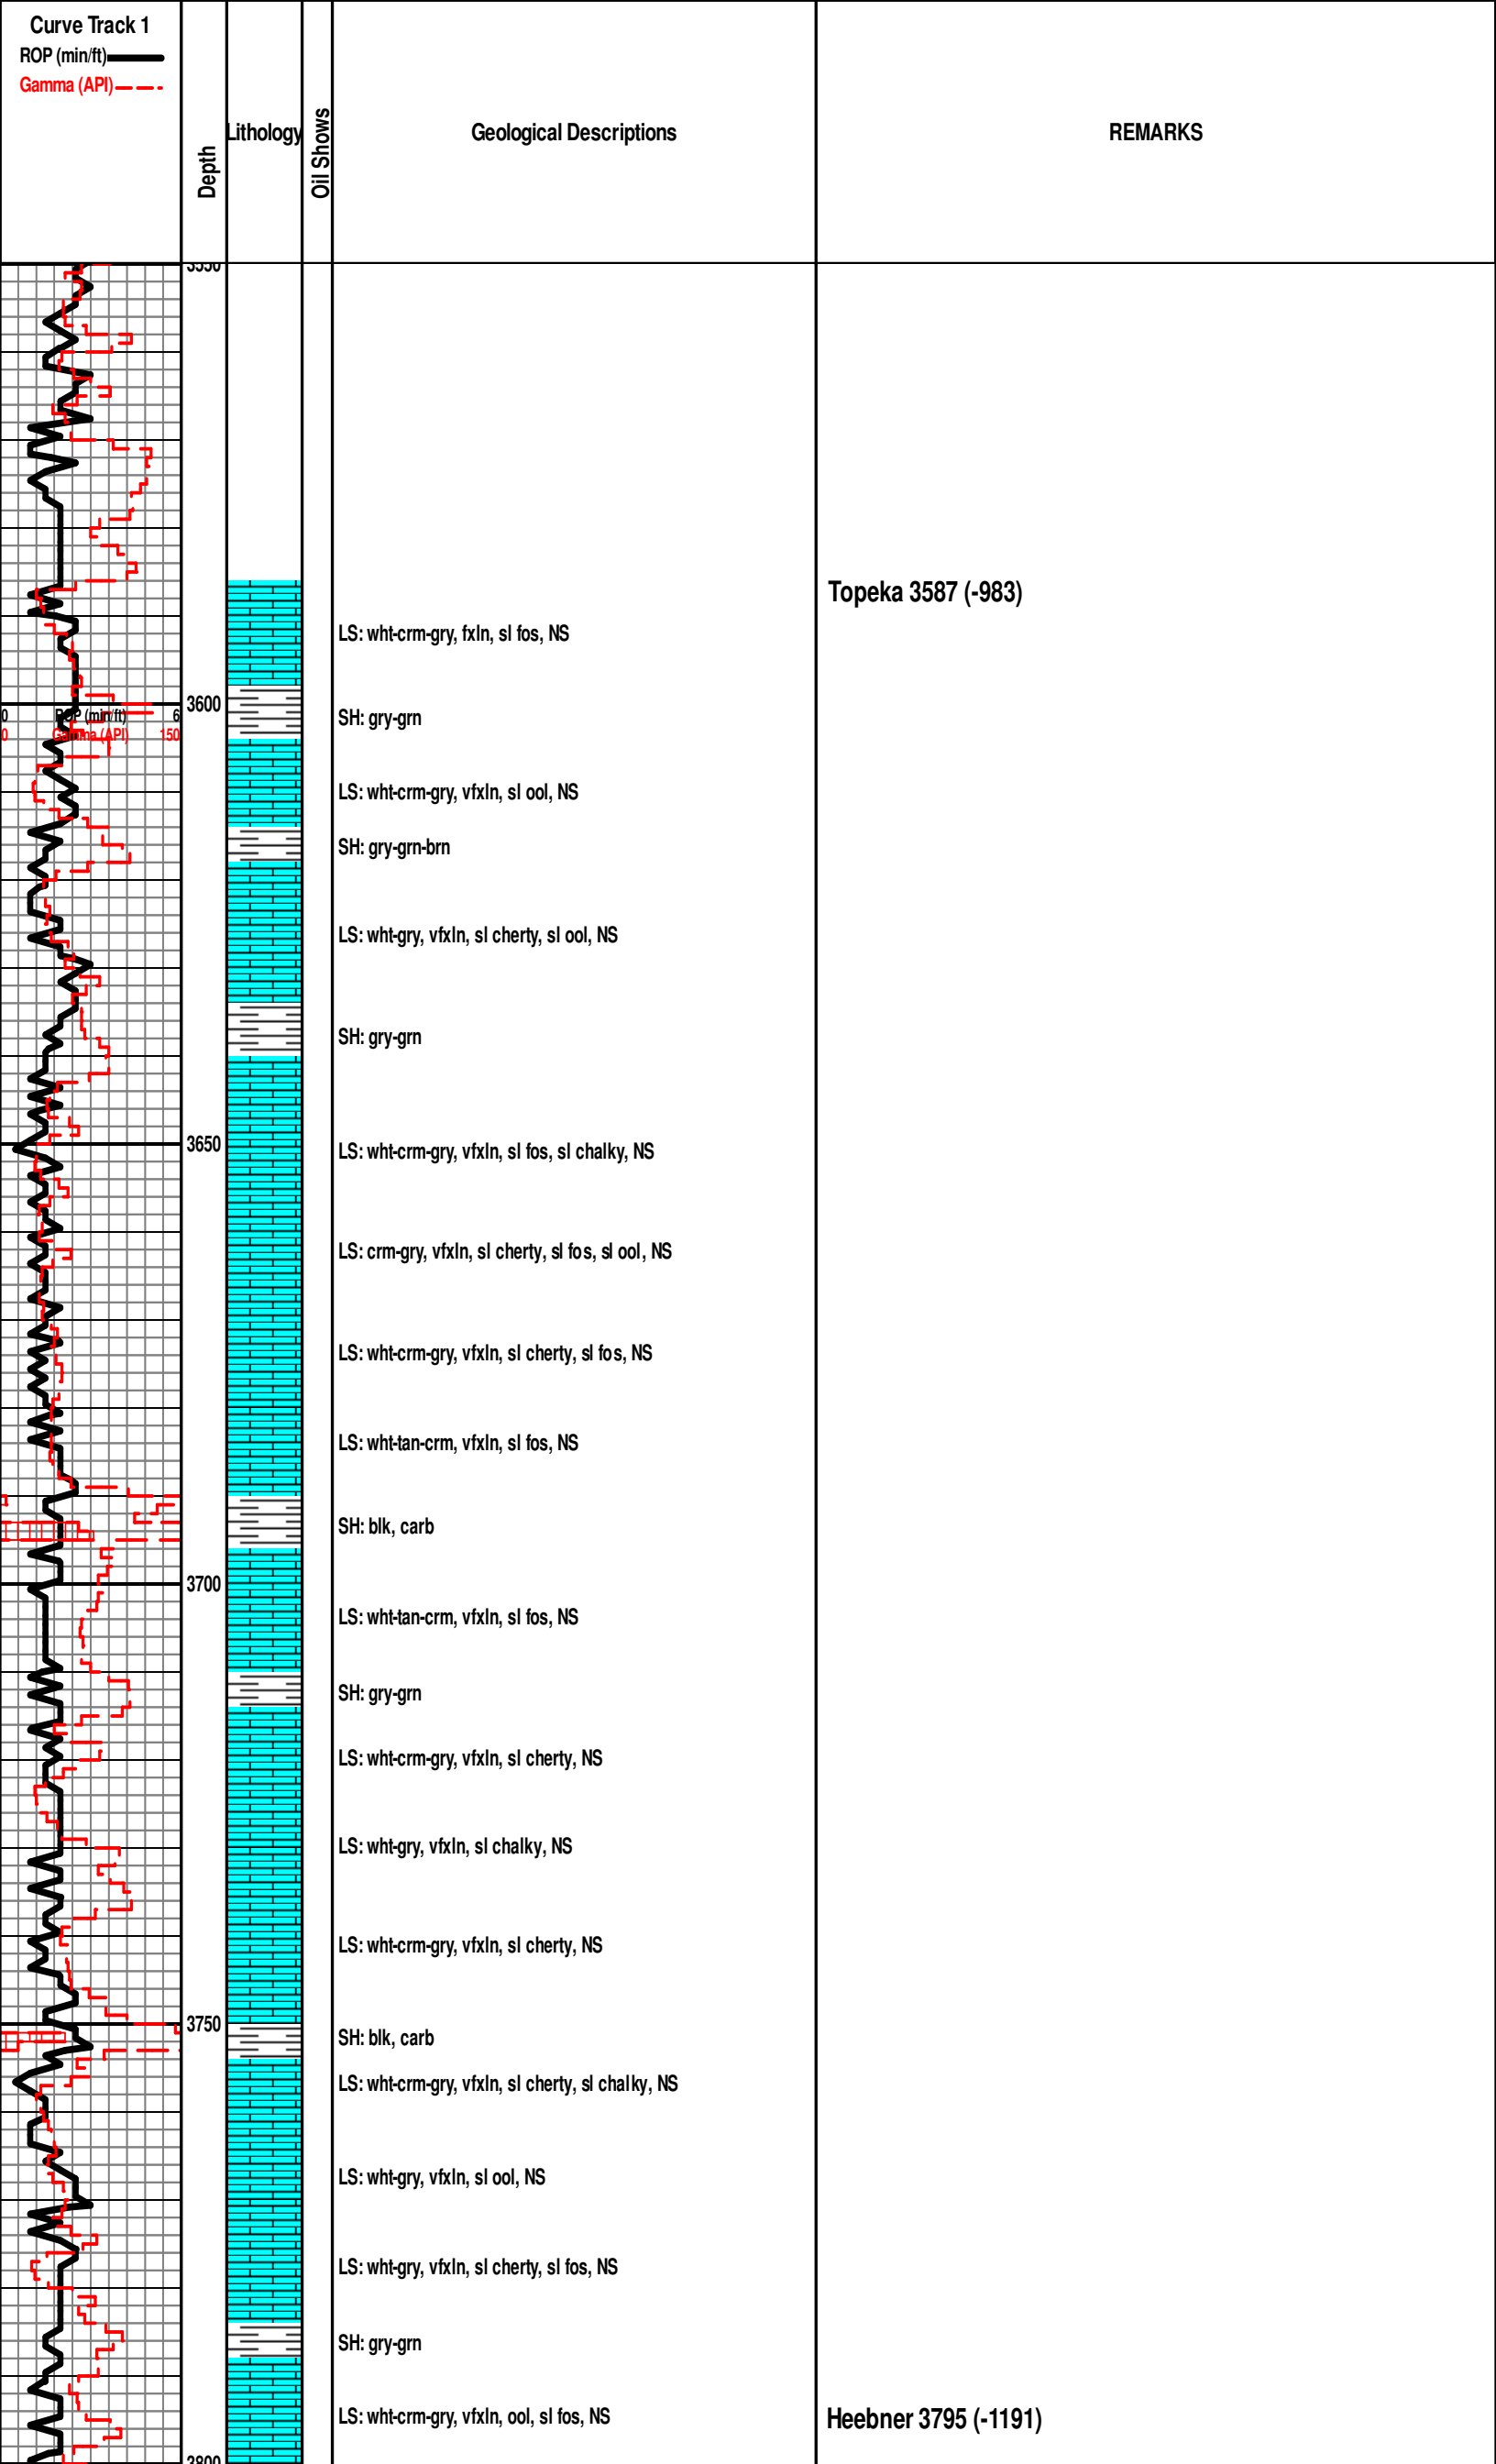 Curve Track 1
ROP (min/ft)
Gamma (API)
Depth
Lithology
Oil Shows
Geological Descriptions
REMARKS
3550
Topeka 3587 (-983)
LS: wht-crm-gry, fxln, sl fos, NS
3600
0 ROP (min/ft) 6
0 Gamma (API) 150
SH: gry-grn
LS: wht-crm-gry, vfxln, sl ool, NS
SH: gry-grn-brn
LS: wht-gry, vfxln, sl cherty, sl ool, NS
SH: gry-grn
3650
LS: wht-crm-gry, vfxln, sl fos, sl chalky, NS
LS: crm-gry, vfxln, sl cherty, sl fos, sl ool, NS
LS: wht-crm-gry, vfxln, sl cherty, sl fos, NS
LS: wht-tan-crm, vfxln, sl fos, NS
SH: blk, carb
3700
LS: wht-tan-crm, vfxln, sl fos, NS
SH: gry-grn
LS: wht-crm-gry, vfxln, sl cherty, NS
LS: wht-gry, vfxln, sl chalky, NS
LS: wht-crm-gry, vfxln, sl cherty, NS
3750
SH: blk, carb
LS: wht-crm-gry, vfxln, sl cherty, sl chalky, NS
LS: wht-gry, vfxln, sl ool, NS
LS: wht-gry, vfxln, sl cherty, sl fos, NS
SH: gry-grn
LS: wht-crm-gry, vfxln, ool, sl fos, NS
Heebner 3795 (-1191)
3800